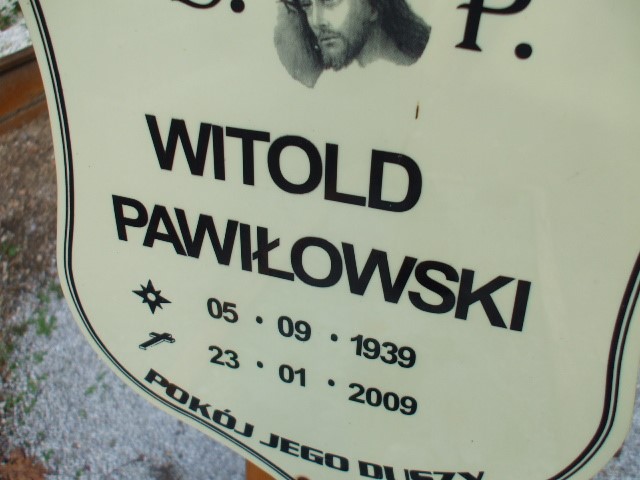 Ś. P.
WITOLD
PAWIŁOWSKI
05 · 09 · 1939
23 · 01 · 2009
POKÓJ JEGO DUSZY